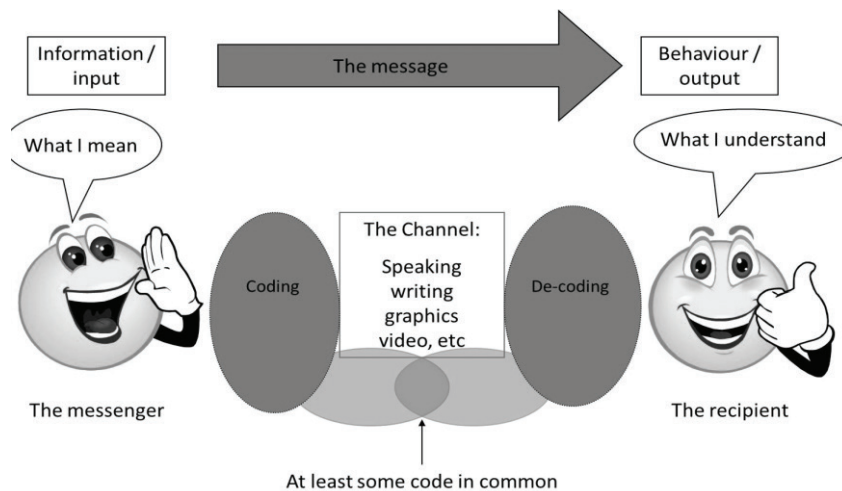 Information /
input
The message
Behaviour /
output
What I mean
What I understand
The Channel:
Speaking
writing
graphics
video, etc
Coding
De-coding
The messenger
The recipient
At least some code in common